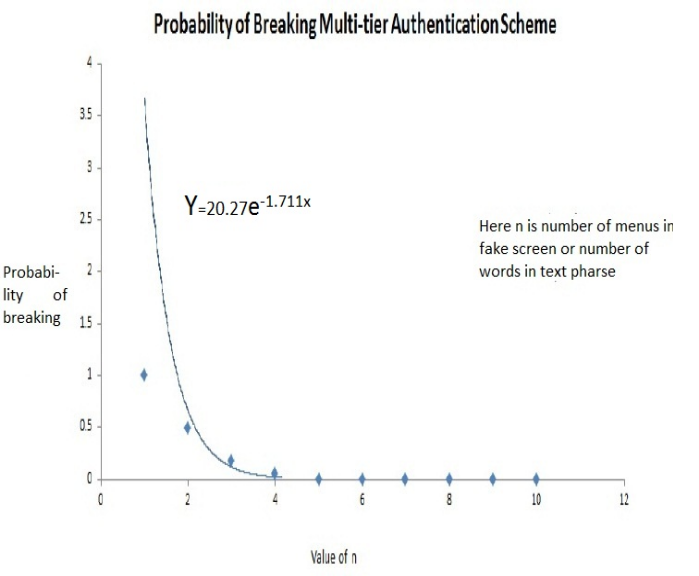 Probability of Breaking Multi-tier Authentication Scheme
4
3.5
3
2.5
2
1.5
1
0.5
0
Y=20.27e-1.711x
Here n is number of menus in
fake screen or number of
words in text pharse
Probabi-
lity of
breaking
0 2 4 6 8 10 12
Value of n